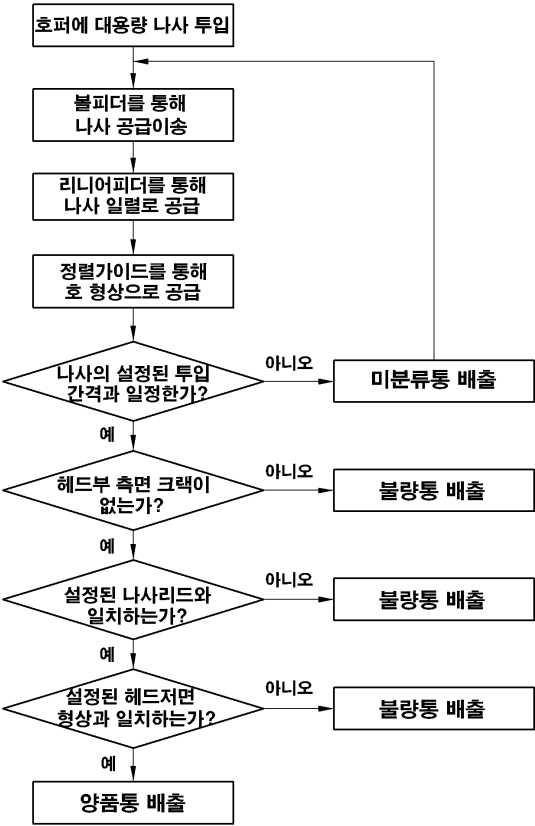 호퍼에 대용량 나사 투입
볼피더를 통해
나사 공급이송
리니어피더를 통해
나사 일렬로 공급
정렬가이드를 통해
호 형상으로 공급
나사의 설정된 투입
간격과 일정한가?
아니오
미분류통 배출
예
헤드부 측면 크랙이
없는가?
아니오
불량통 배출
예
설정된 나사리드와
일치하는가?
아니오
불량통 배출
예
설정된 헤드저면
형상과 일치하는가?
아니오
불량통 배출
예
양품통 배출